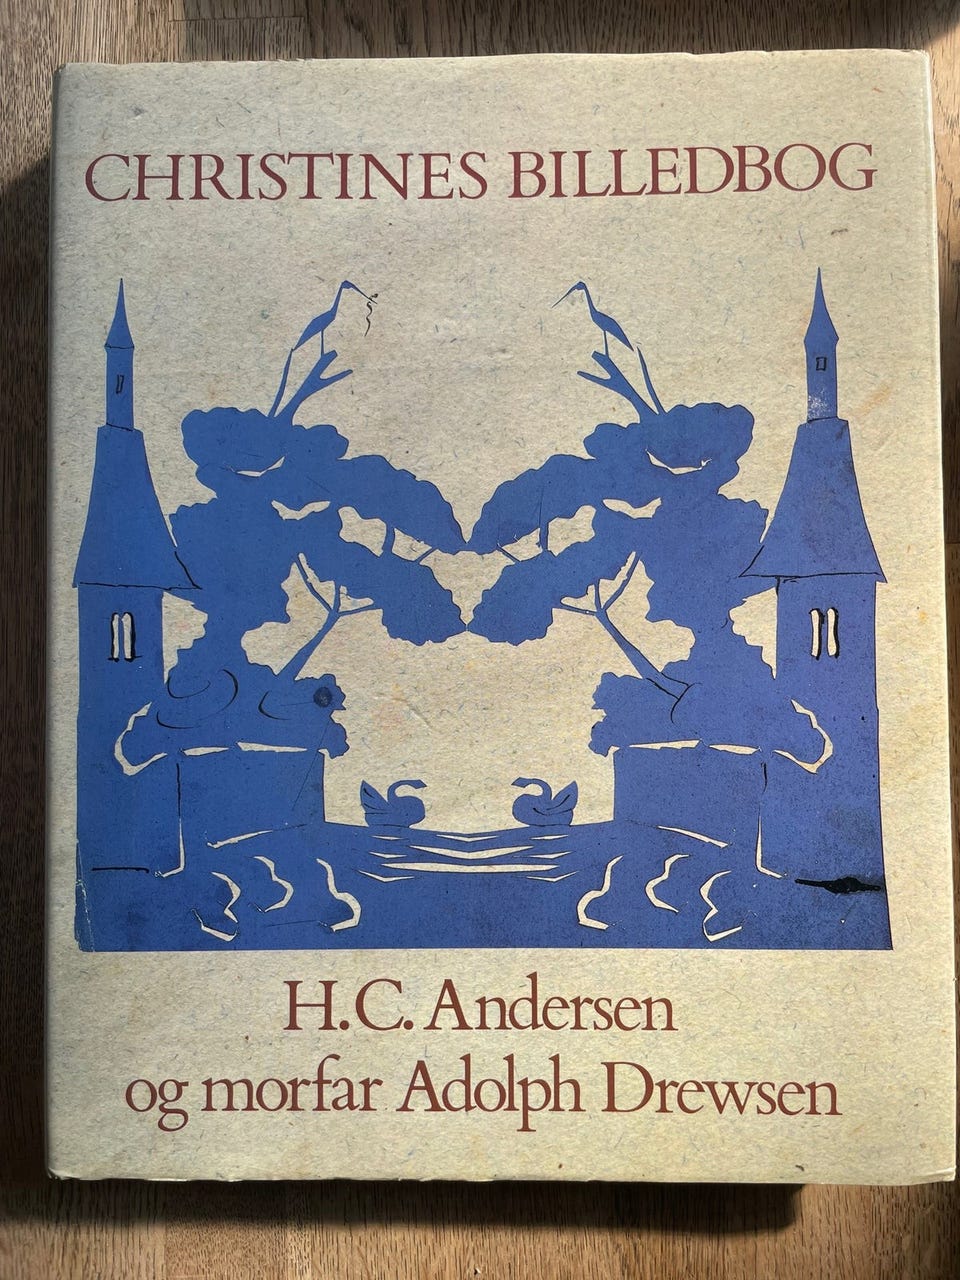 CHRISTINES BILLEDBOG
H.C. Andersen
og morfar Adolph Drewsen